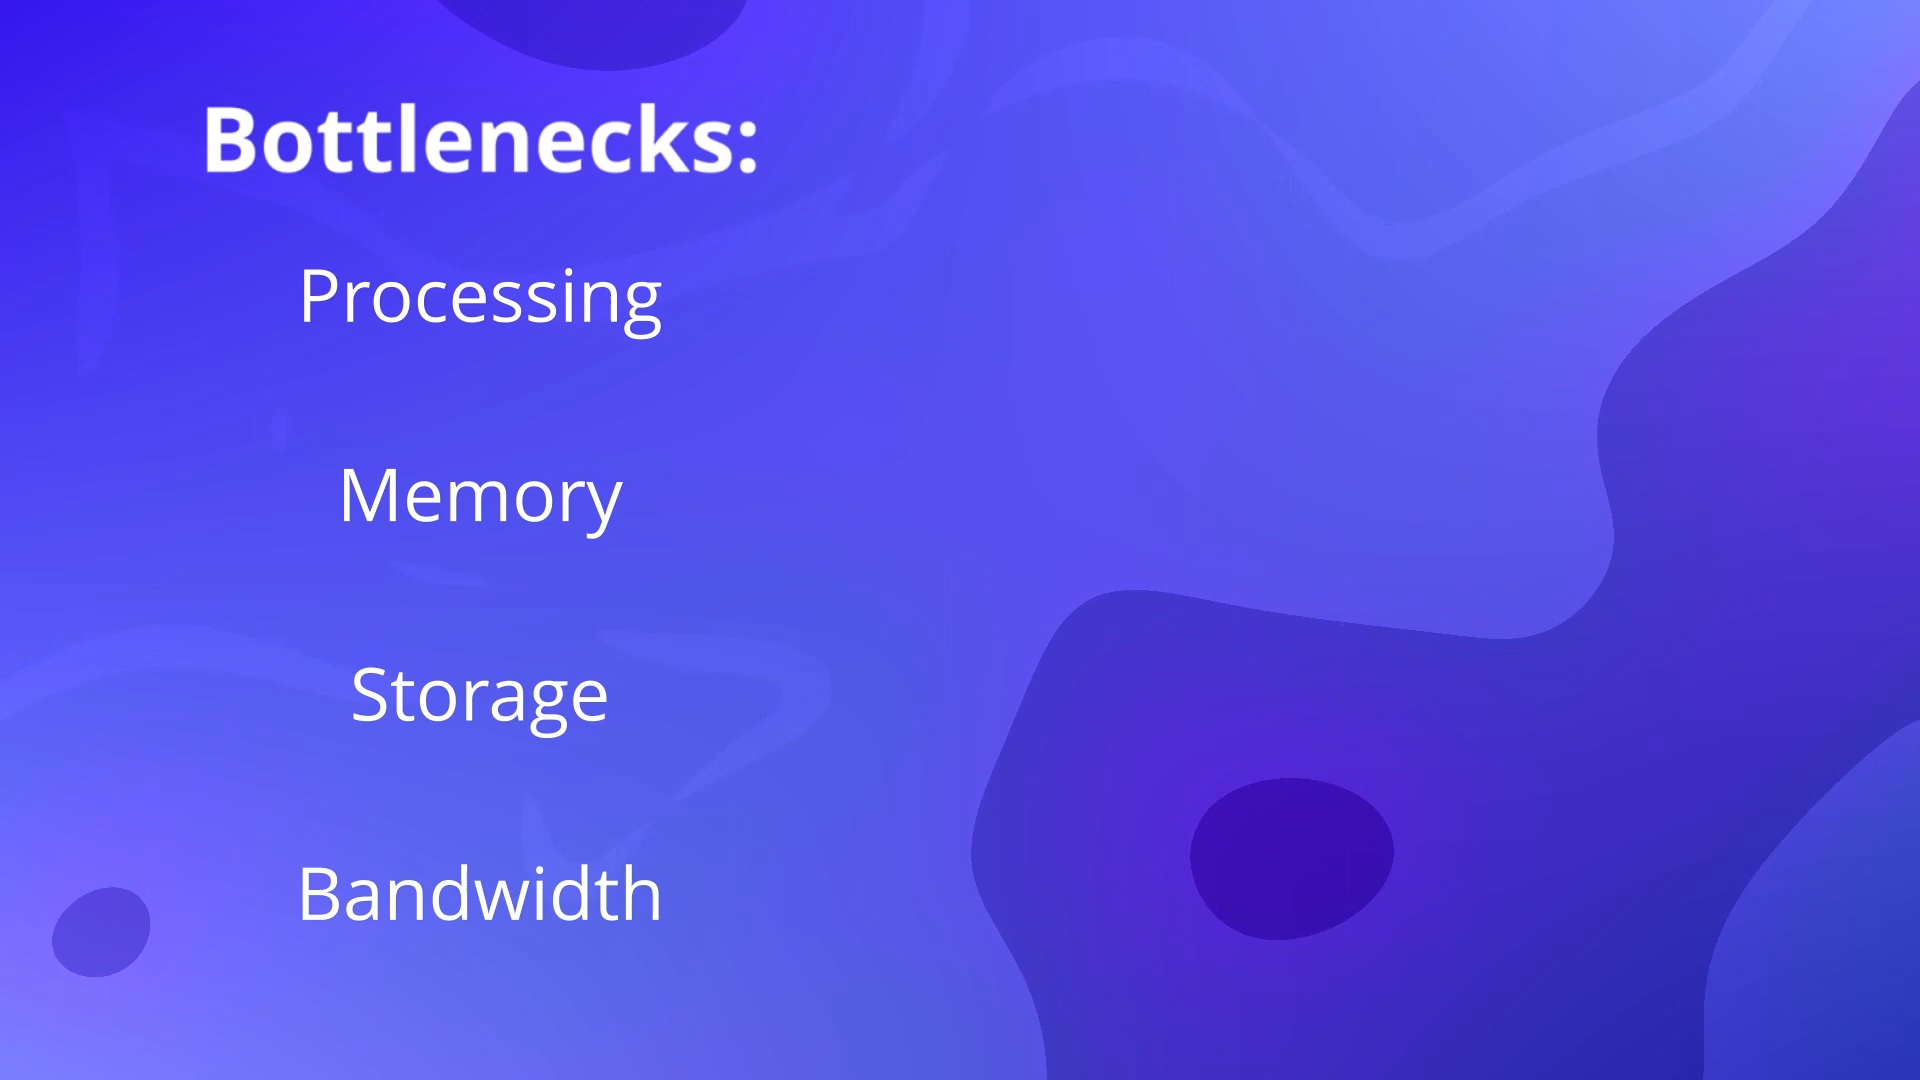 Bottlenecks:
Processing
Memory
Storage
Bandwidth